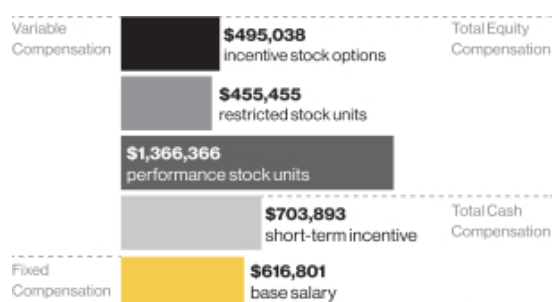 Variable
Compensation
$495,038
incentive stock options
Total Equity
Compensation
$455,455
restricted stock units
$1,366,366
performance stock units
$703,893
short-term incentive
Total Cash
Compensation
Fixed
Compensation
$616,801
base salary